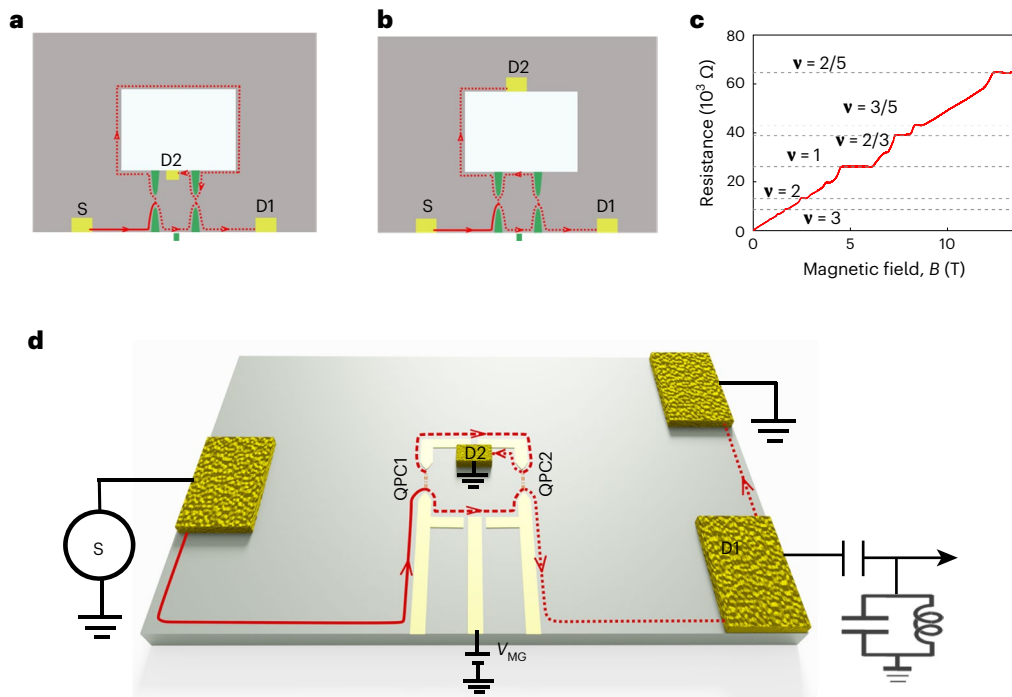 a
D2
S
D1
b
D2
S
D1
c
80
60
40
20
0
Resistance (10³ Ω)
ν = 2/5
ν = 3/5
ν = 2/3
ν = 1
ν = 2
ν = 3
0
5
10
Magnetic field, B (T)
d
S
QPC1
D2
QPC2
D1
V_MG